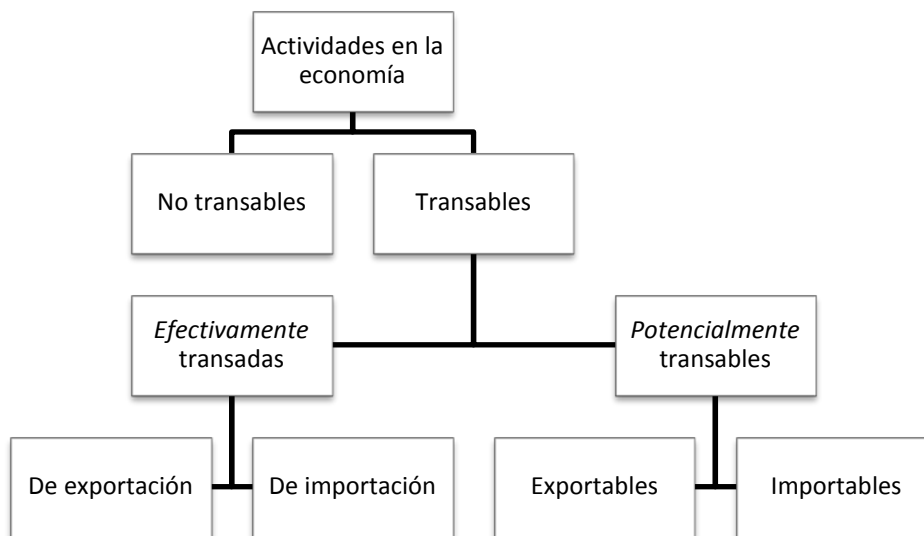 Actividades en la
economía
No transables
Transables
Efectivamente
transadas
Potencialmente
transables
De exportación
De importación
Exportables
Importables